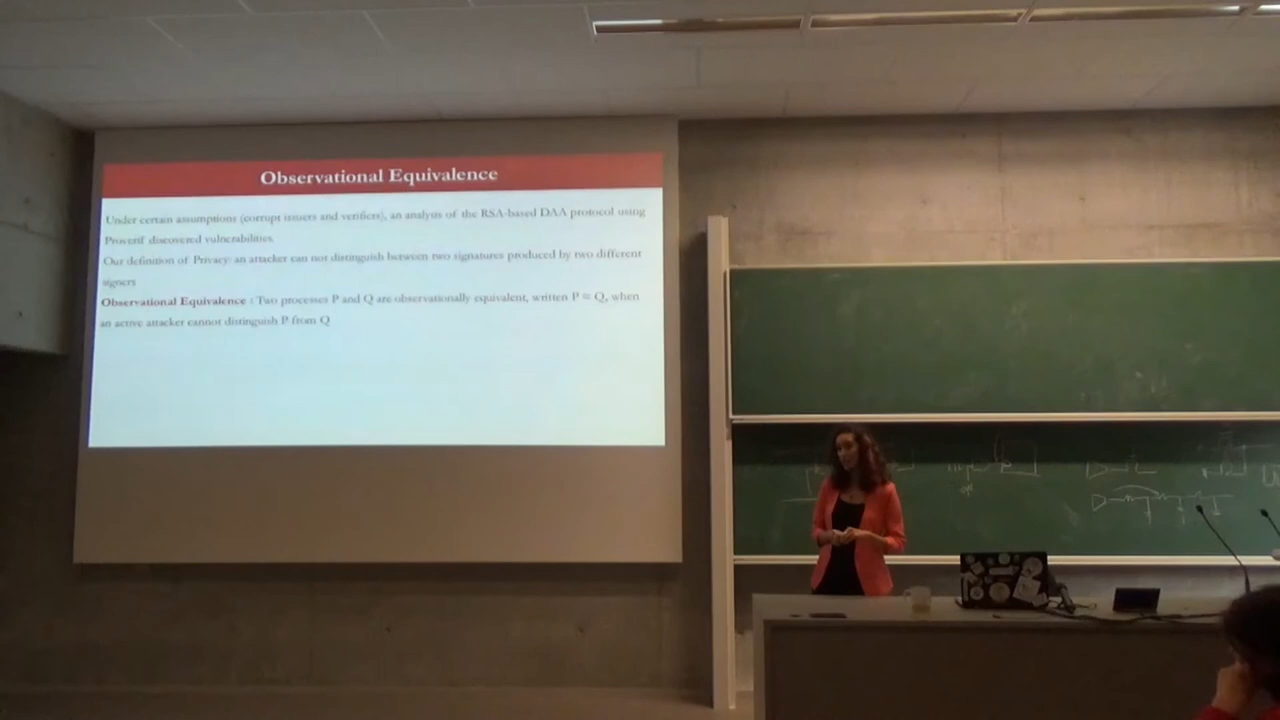 Observational Equivalence
Under certain assumptions (corrupt issuers and verifiers), an analysis of the RSA-based DAA protocol using
Proverif discovered vulnerabilities.
Our definition of Privacy: an attacker can not distinguish between two signatures produced by two different
signers
Observational Equivalence : Two processes P and Q are observationally equivalent, written P ≈ Q, when
an active attacker cannot distinguish P from Q